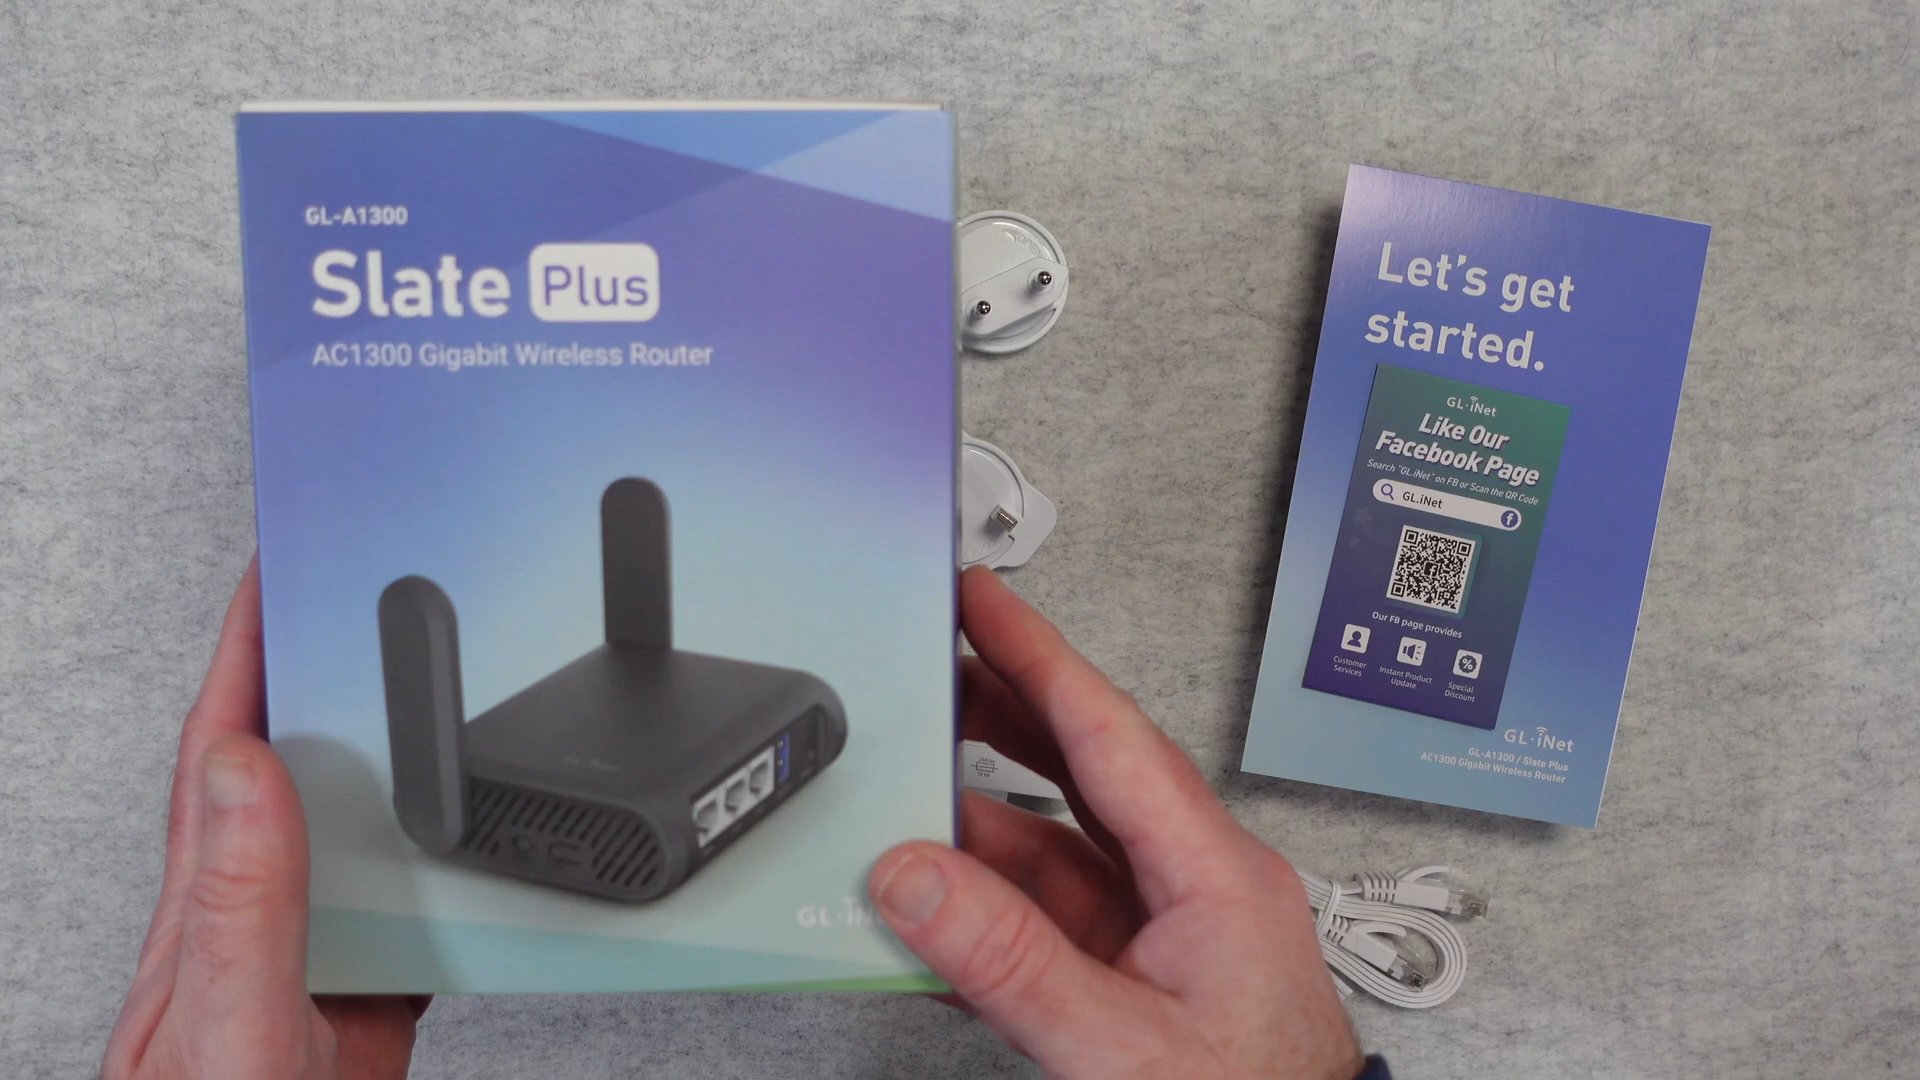 GL-A1300
Slate Plus
AC1300 Gigabit Wireless Router
Let's get
started.
GL·iNet
Like Our
Facebook Page
Search "GL.iNet" on FB or Scan the QR Code
GL.iNet
Our FB page provides
Customer
Services
Instant Product
Update
Special
Discount
GL·iNet
GL-A1300 / Slate Plus
AC1300 Gigabit Wireless Router